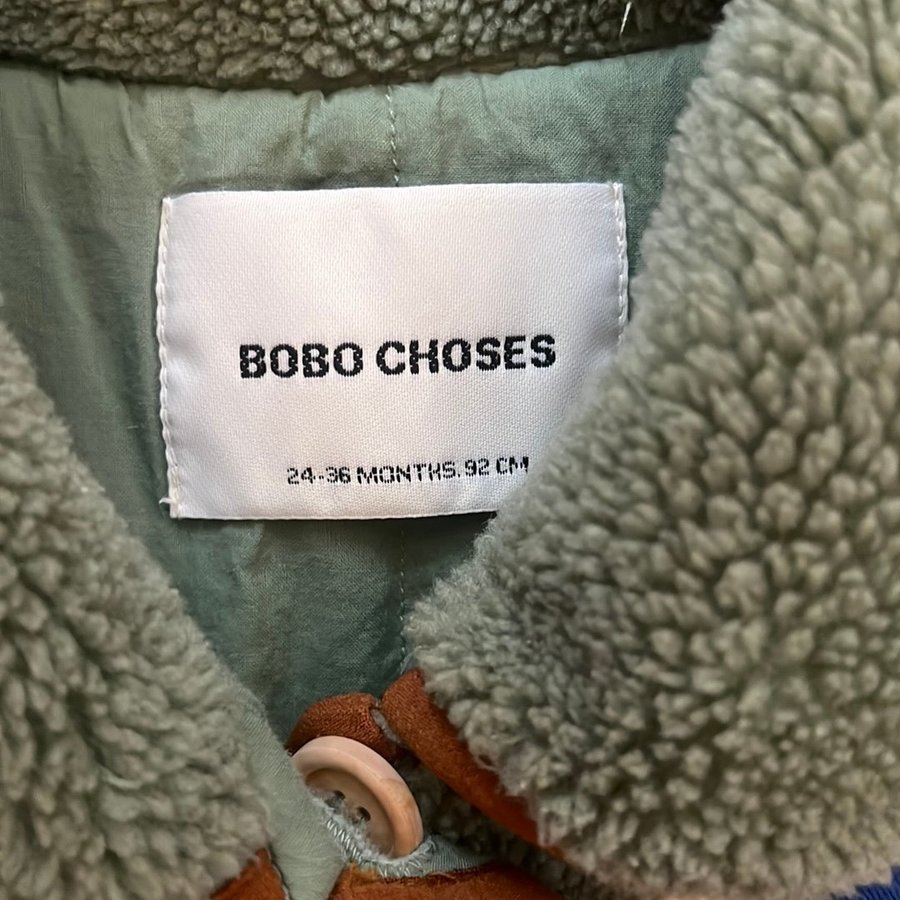 BOBO CHOSES
24-36 MONTHS. 92 CM